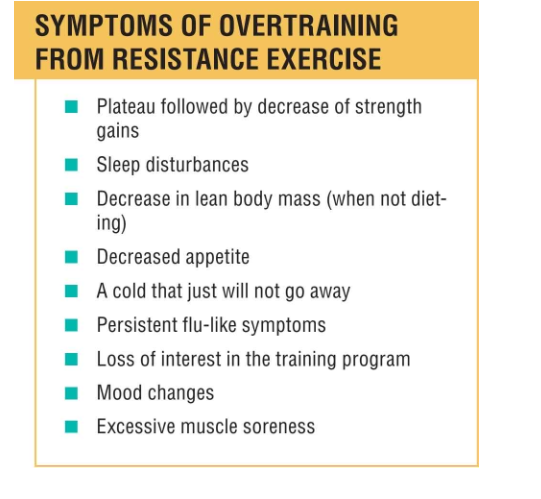 SYMPTOMS OF OVERTRAINING
FROM RESISTANCE EXERCISE
Plateau followed by decrease of strength
gains
Sleep disturbances
Decrease in lean body mass (when not diet-
ing)
Decreased appetite
A cold that just will not go away
Persistent flu-like symptoms
Loss of interest in the training program
Mood changes
Excessive muscle soreness